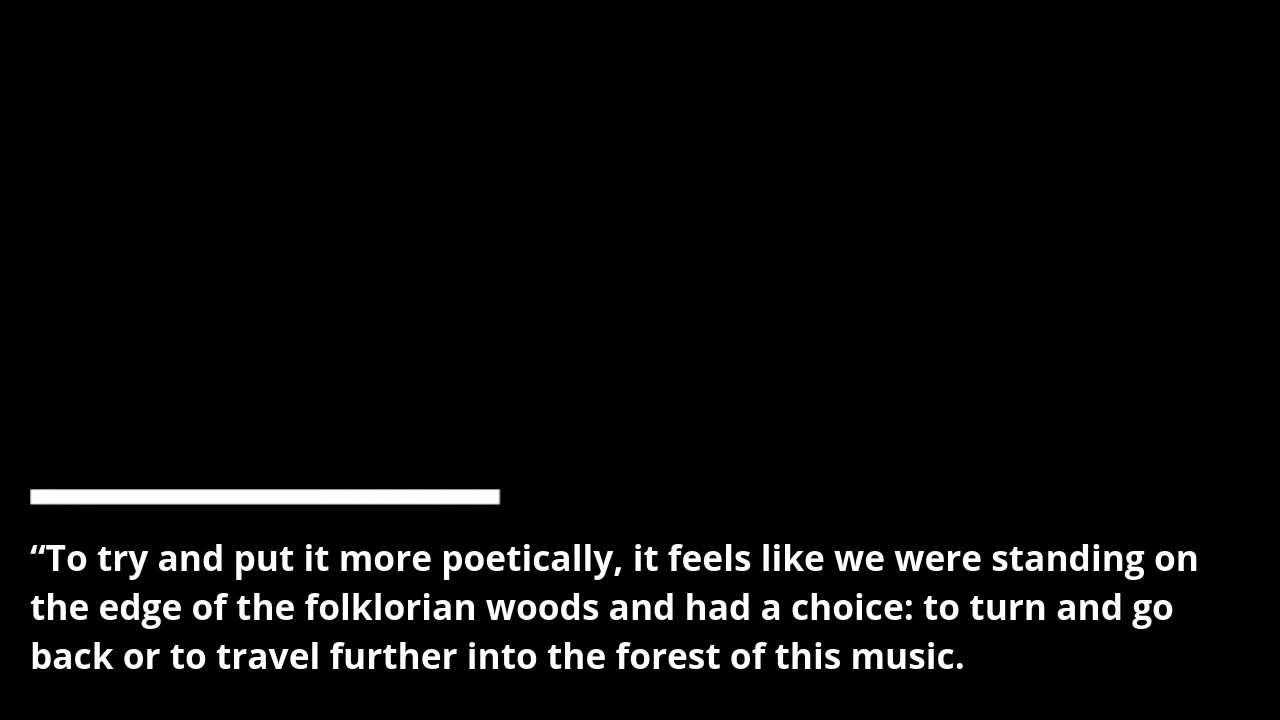 “To try and put it more poetically, it feels like we were standing on
the edge of the folklorian woods and had a choice: to turn and go
back or to travel further into the forest of this music.